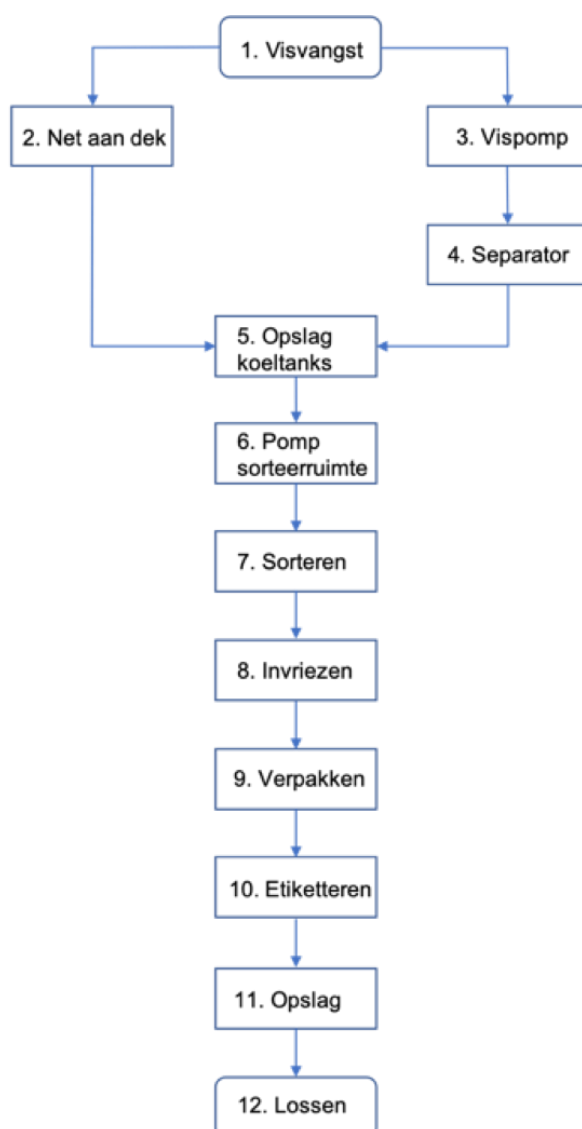 1. Visvangst
2. Net aan dek
3. Vispomp
4. Separator
5. Opslag
koeltanks
6. Pomp
sorteerruimte
7. Sorteren
8. Invriezen
9. Verpakken
10. Etiketteren
11. Opslag
12. Lossen